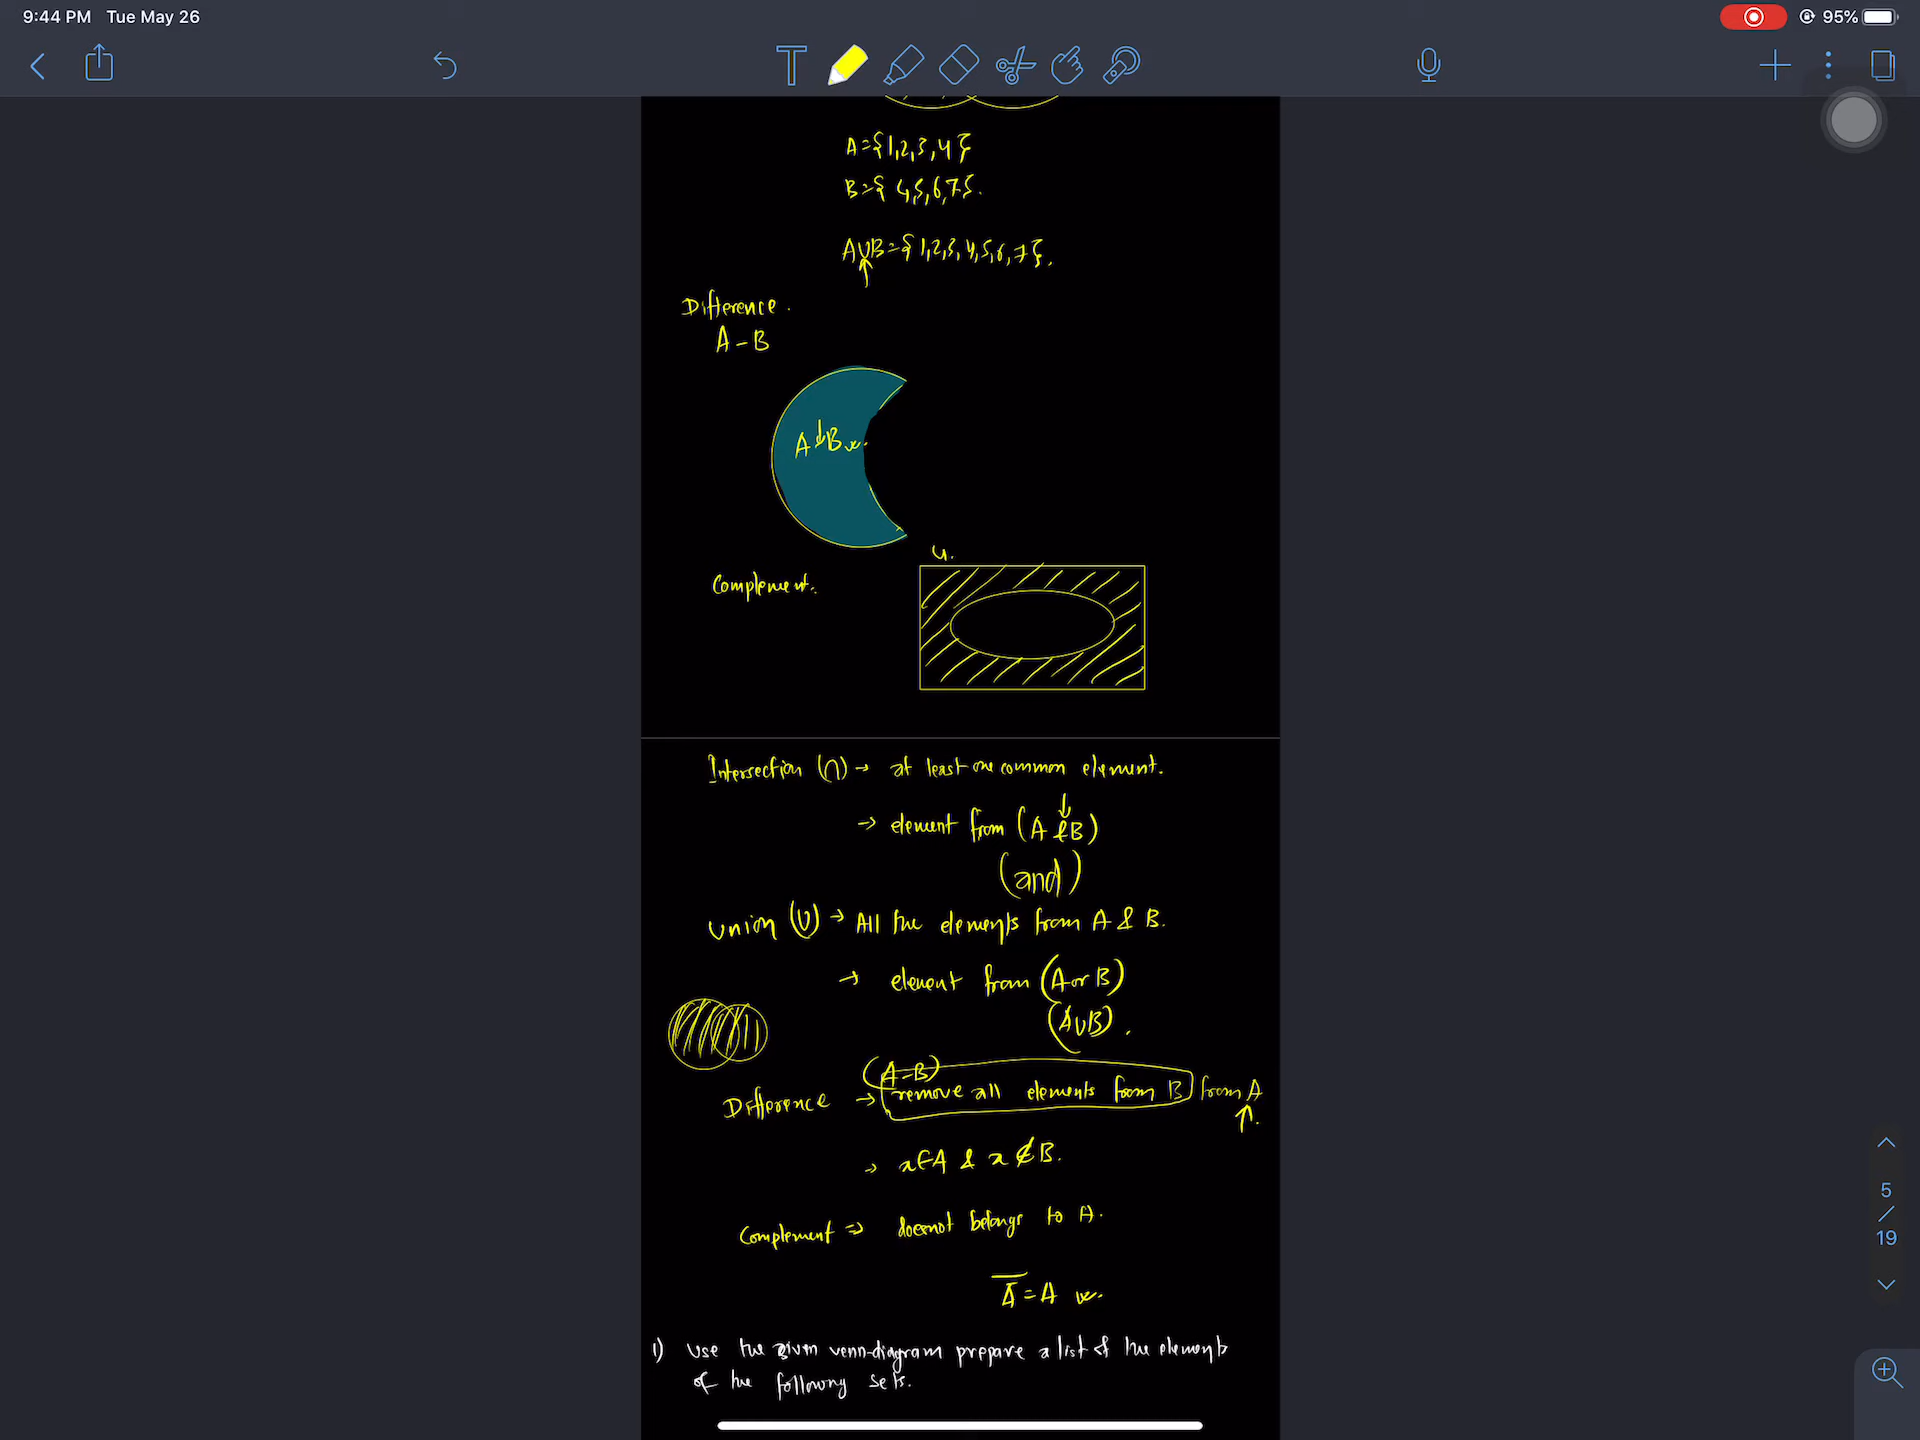 9:44 PM Tue May 26
95%
A={1,2,3,4}
B={4,5,6,7}.
A∪B={1,2,3,4,5,6,7}.
Difference.
A-B
U.
Complement.
Intersection (∩) → at least one common element.
→ element from (A & B)
(and)
Union (∪) → All the elements from A & B.
→ element from (A or B)
(A∪B).
(A-B)
Difference → remove all elements from B from A
→ x∈A & x∉B.
Complement ⇒ doesnot belongs to A.
1) Use the given venn-diagram prepare a list of the elements
of the following sets.
5
/
19